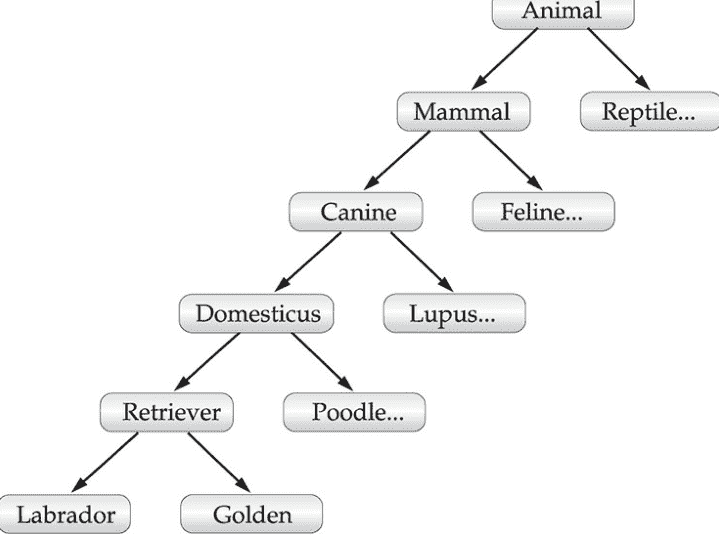 Animal
Mammal
Reptile...
Canine
Feline...
Domesticus
Lupus...
Retriever
Poodle...
Labrador
Golden